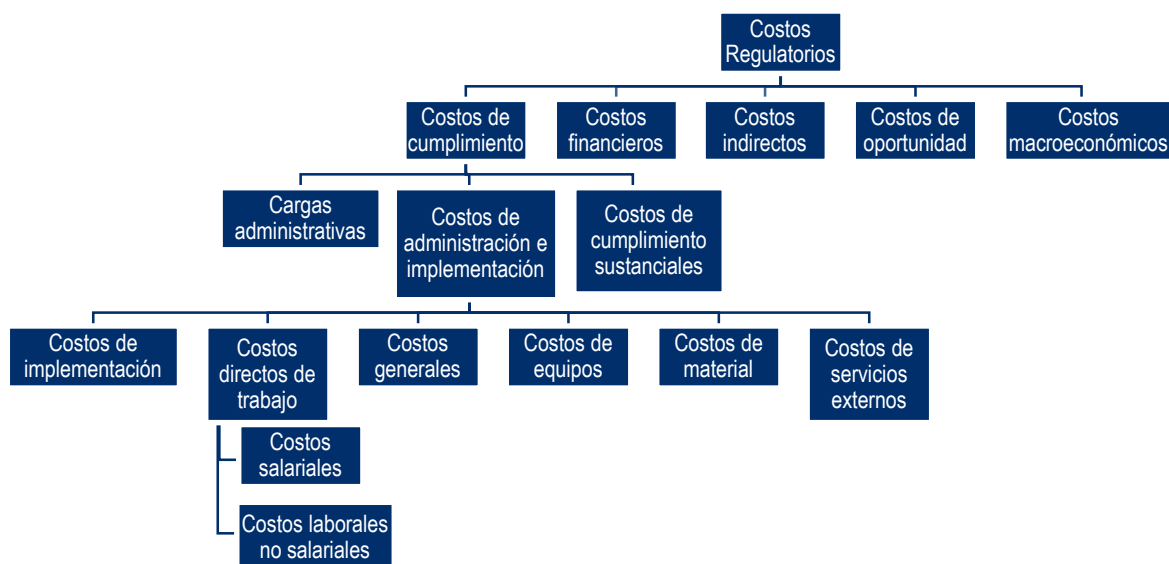 Costos
Regulatorios
Costos de
cumplimiento
Costos
financieros
Costos
indirectos
Costos de
oportunidad
Costos
macroeconómicos
Cargas
administrativas
Costos de
administración e
implementación
Costos de
cumplimiento
sustanciales
Costos de
implementación
Costos
directos de
trabajo
Costos
generales
Costos de
equipos
Costos de
material
Costos de
servicios
externos
Costos
salariales
Costos laborales
no salariales